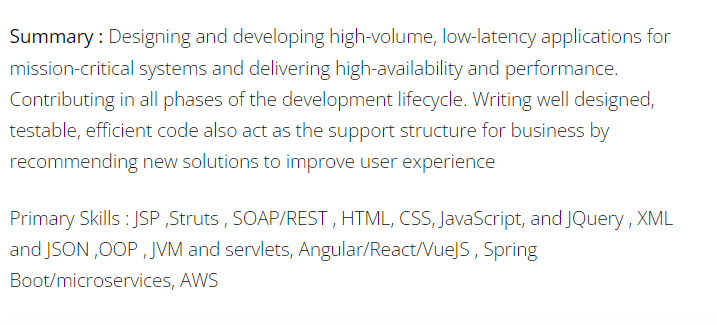 Summary : Designing and developing high-volume, low-latency applications for
mission-critical systems and delivering high-availability and performance.
Contributing in all phases of the development lifecycle. Writing well designed,
testable, efficient code also act as the support structure for business by
recommending new solutions to improve user experience
Primary Skills : JSP ,Struts , SOAP/REST , HTML, CSS, JavaScript, and JQuery , XML
and JSON ,OOP , JVM and servlets, Angular/React/VueJS , Spring
Boot/microservices, AWS